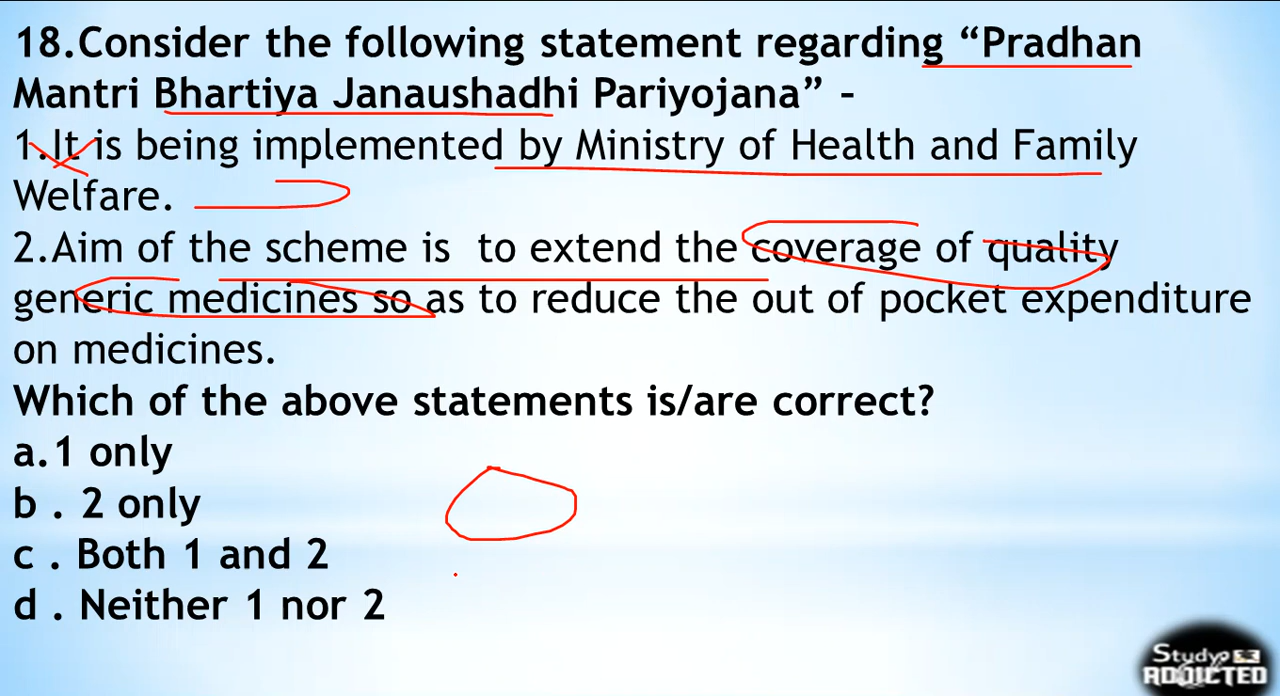 18.Consider the following statement regarding “Pradhan
Mantri Bhartiya Janaushadhi Pariyojana” –
1.It is being implemented by Ministry of Health and Family
Welfare.
2.Aim of the scheme is  to extend the coverage of quality
generic medicines so as to reduce the out of pocket expenditure
on medicines.
Which of the above statements is/are correct?
a.1 only
b . 2 only
c . Both 1 and 2
d . Neither 1 nor 2
Study
ADDICTED